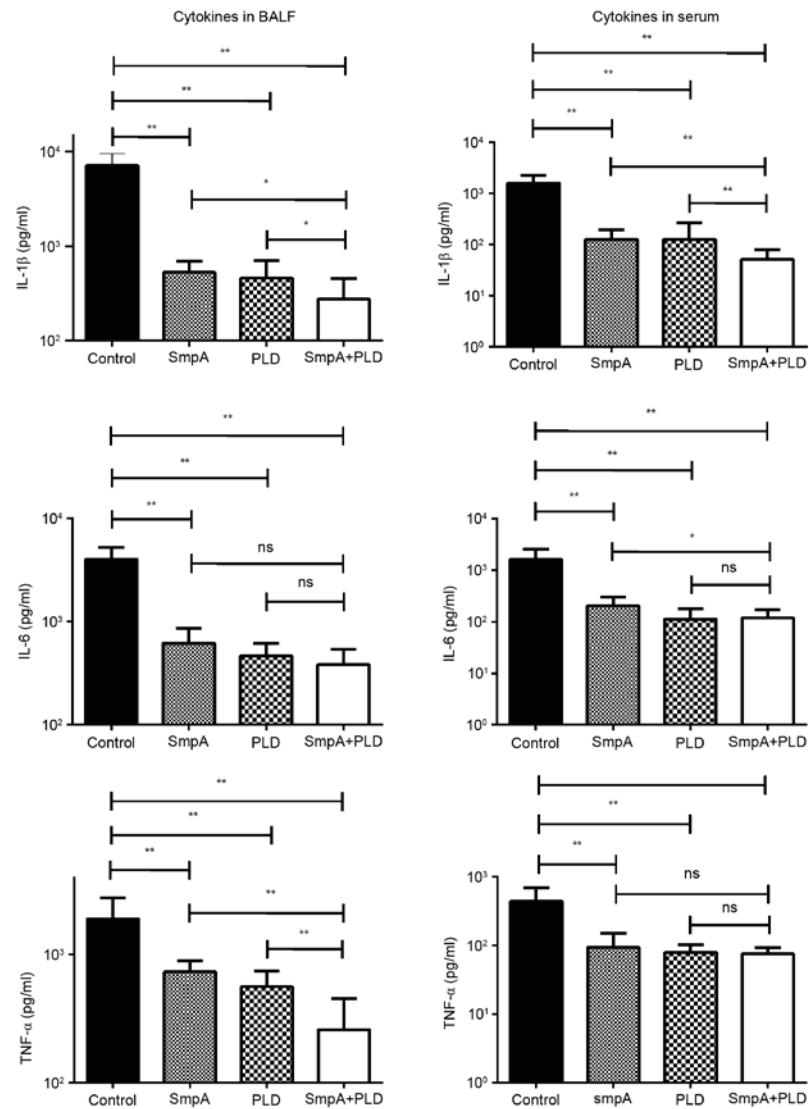 Cytokines in BALF
**
**
**
*
*
IL-1β (pg/ml)
10⁴
10³
10²
Control SmpA PLD SmpA+PLD
Cytokines in serum
**
**
**
**
**
IL-1β (pg/ml)
10⁴
10³
10²
10¹
10⁰
Control SmpA PLD SmpA+PLD
**
**
**
ns
ns
IL-6 (pg/ml)
10⁴
10³
10²
Control SmpA PLD SmpA+PLD
**
**
**
*
ns
IL-6 (pg/ml)
10⁴
10³
10²
10¹
10⁰
Control SmpA PLD SmpA+PLD
**
**
**
**
**
TNF-α (pg/ml)
10³
10²
Control SmpA PLD SmpA+PLD
**
**
ns
ns
TNF-α (pg/ml)
10³
10²
10¹
10⁰
Control smpA PLD SmpA+PLD